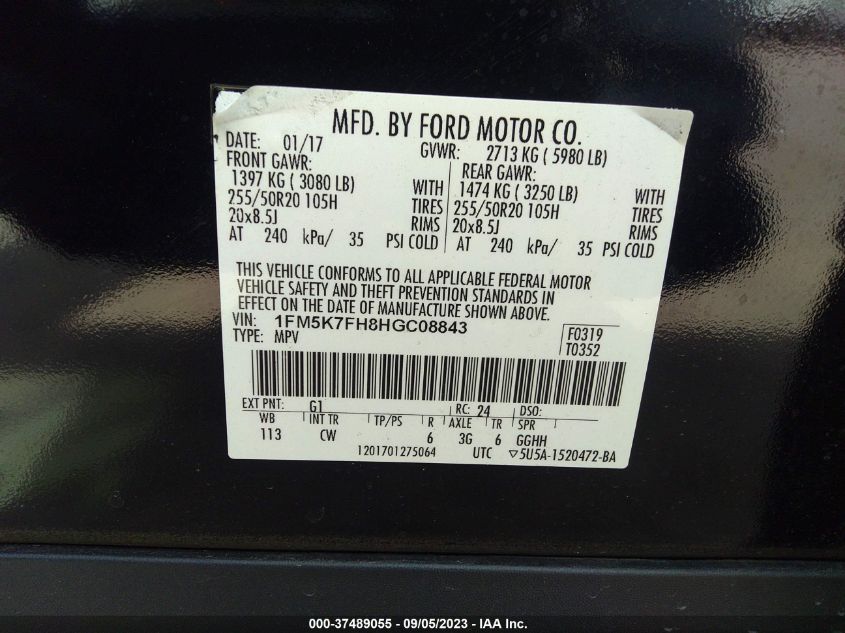 MFD. BY FORD MOTOR CO.
DATE: 01/17 GVWR: 2713 KG ( 5980 LB)
FRONT GAWR: REAR GAWR:
1397 KG ( 3080 LB) WITH 1474 KG ( 3250 LB) WITH
255/50R20 105H TIRES 255/50R20 105H TIRES
20x8.5J RIMS 20x8.5J RIMS
AT 240 kPa/ 35 PSI COLD AT 240 kPa/ 35 PSI COLD
THIS VEHICLE CONFORMS TO ALL APPLICABLE FEDERAL MOTOR
VEHICLE SAFETY AND THEFT PREVENTION STANDARDS IN
EFFECT ON THE DATE OF MANUFACTURE SHOWN ABOVE.
VIN: 1FM5K7FH8HGC08843 F0319
TYPE: MPV T0352
EXT PNT: G1 RC: 24 DSO:
WB INT TR TP/PS R AXLE TR SPR
113 CW 6 3G 6 GGHH
1201701275064 UTC ▽5U5A-1520472-BA
000-37489055 - 09/05/2023 - IAA Inc.